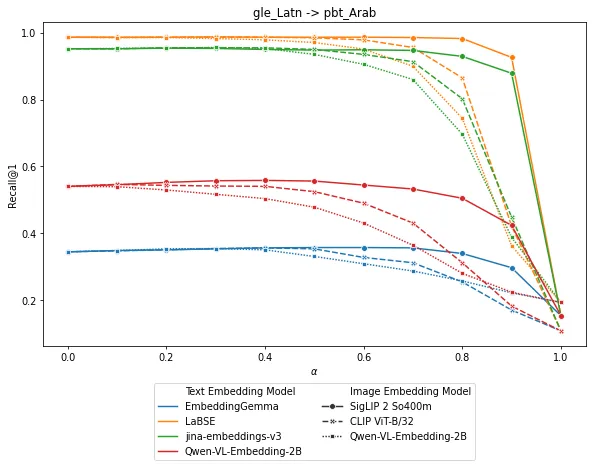 gle_Latn -> pbt_Arab
Recall@1
1.0
0.8
0.6
0.4
0.2
0.0 0.2 0.4 0.6 0.8 1.0
α
Text Embedding Model Image Embedding Model
EmbeddingGemma SigLIP 2 So400m
LaBSE CLIP ViT-B/32
jina-embeddings-v3 Qwen-VL-Embedding-2B
Qwen-VL-Embedding-2B